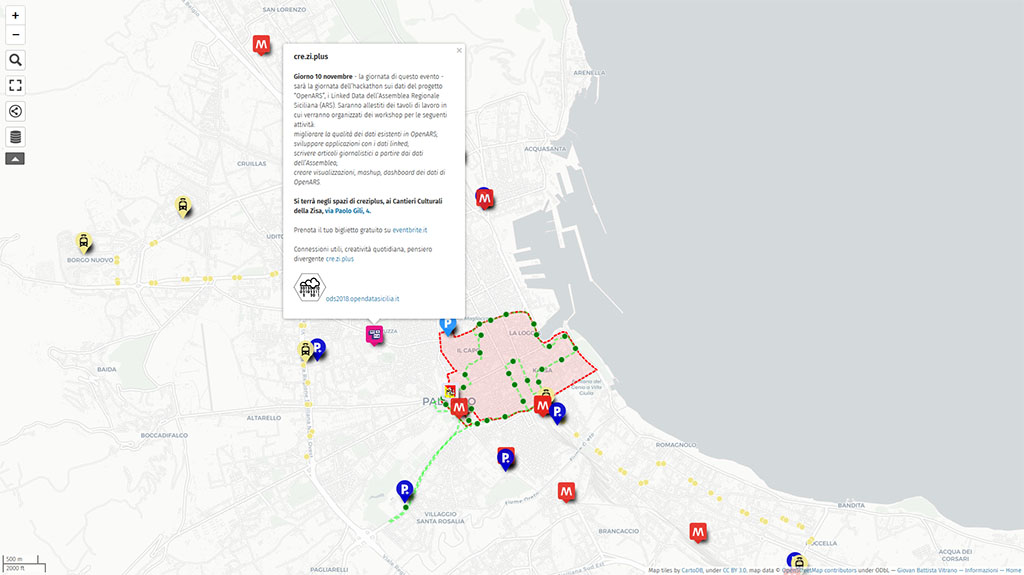 SAN LORENZO
+
−
M
cre.zi.plus
×
Giorno 10 novembre - la giornata di questo evento -
sarà la giornata dell'hackathon sui dati del progetto
"OpenARS", i Linked Data dell'Assemblea Regionale
Siciliana (ARS). Saranno allestiti dei tavoli di lavoro in
cui verranno organizzati dei workshop per le seguenti
attività.
migliorare la qualità dei dati esistenti in OpenARS,
sviluppare applicazioni con i dati linked,
scrivere articoli giornalistici a partire dai dati
dell'Assemblea;
creare visualizzazioni, mashup, dashboard dei dati di
OpenARS.
Si terrà negli spazi di creziplus, ai Cantieri Culturali
della Zisa, via Paolo Gili, 4.
Prenota il tuo biglietto gratuito su eventbrite.it
Connessioni utili, creatività quotidiana, pensiero
divergente cre.zi.plus
ods2018.opendatasicilia.it
ARENELLA
ACQUASANTA
CRUILLAS
M
BORGO NUOVO
P
LA LOGGIA
IL CAPO
KALSA
P.
BAIDA
PALERMO
M
M
P.
ALTARELLO
BOCCADIFALCO
ROMAGNOLO
P.
P.
M
VILLAGGIO
SANTA ROSALIA
BANDITA
BRANCACCIO
M
ROCCELLA
ACQUA DEI
CORSARI
PAGLIARELLI
500 m
2000 ft
Map tiles by CartoDB, under CC BY 3.0. map data © OpenStreetMap contributors under ODbL — Giovan Battista Vitrano — Informazioni — Home